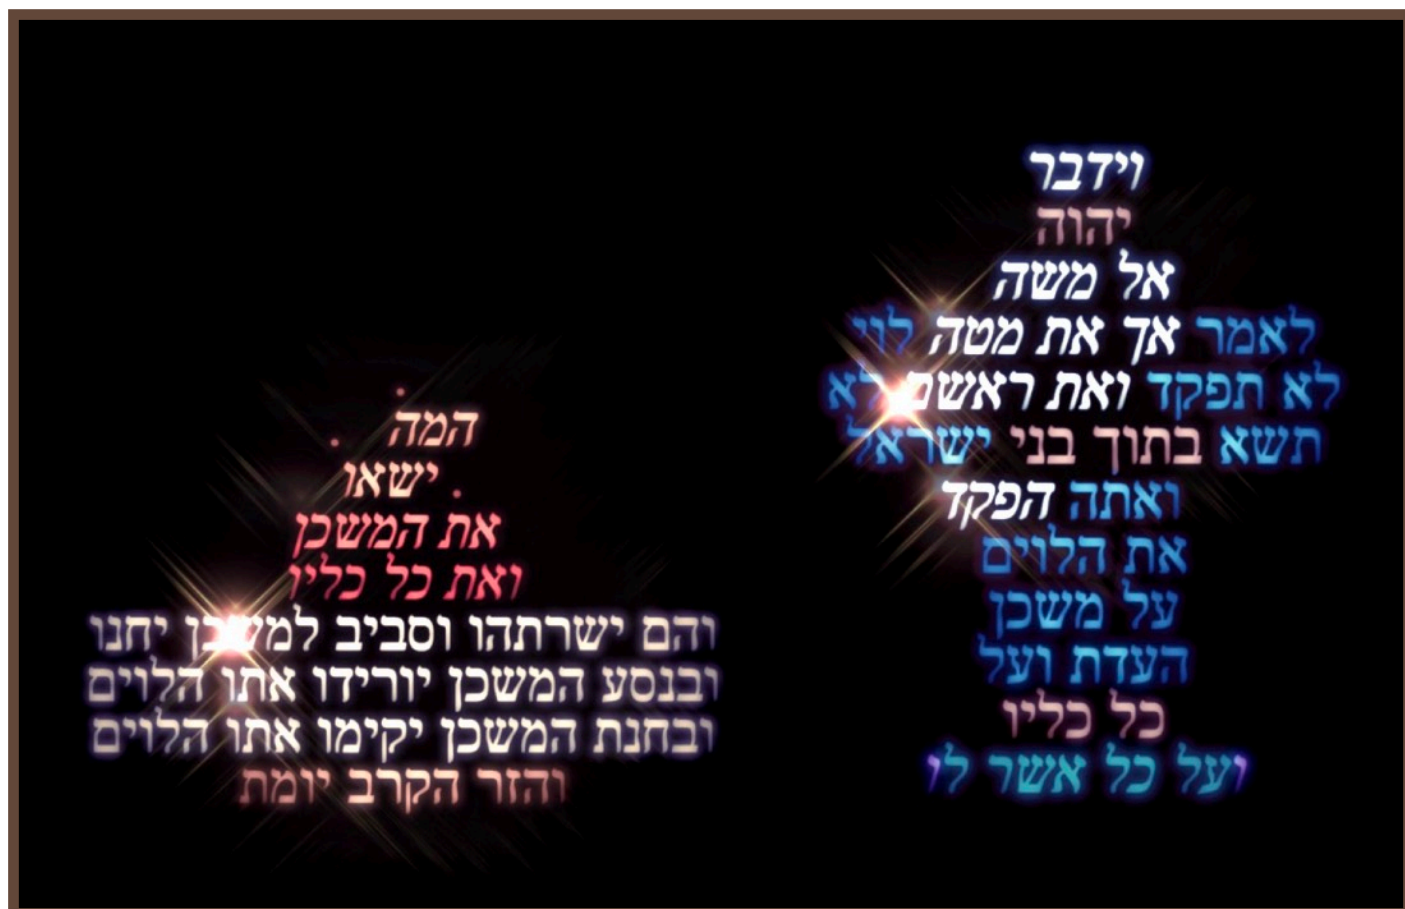 וידבר
יהוה
אל משה
לאמר אך את מטה לוי
לא תפקד ואת ראשם לא
תשא בתוך בני ישראל
ואתה הפקד
את הלוים
על משכן
העדת ועל
כל כליו
ועל כל אשר לו
המה
ישאו
את המשכן
ואת כל כליו
והם ישרתהו וסביב למשכן יחנו
ובנסע המשכן יורידו אתו הלוים
ובחנת המשכן יקימו אתו הלוים
והזר הקרב יומת